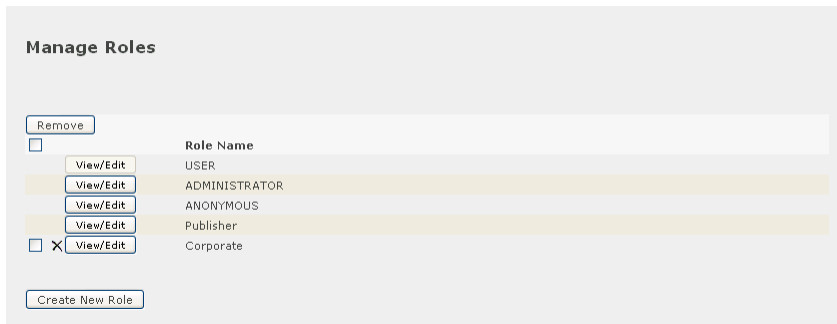 Manage Roles
Remove
Role Name
View/Edit USER
View/Edit ADMINISTRATOR
View/Edit ANONYMOUS
View/Edit Publisher
View/Edit Corporate
Create New Role